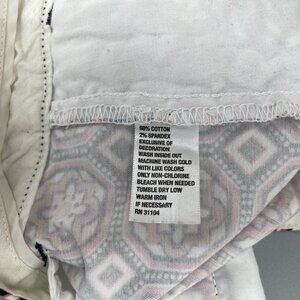 98% COTTON
2% SPANDEX
EXCLUSIVE OF
DECORATION
WASH INSIDE OUT
MACHINE WASH COLD
WITH LIKE COLORS
ONLY NON-CHLORINE
BLEACH WHEN NEEDED
TUMBLE DRY LOW
WARM IRON
IF NECESSARY
RN 31104